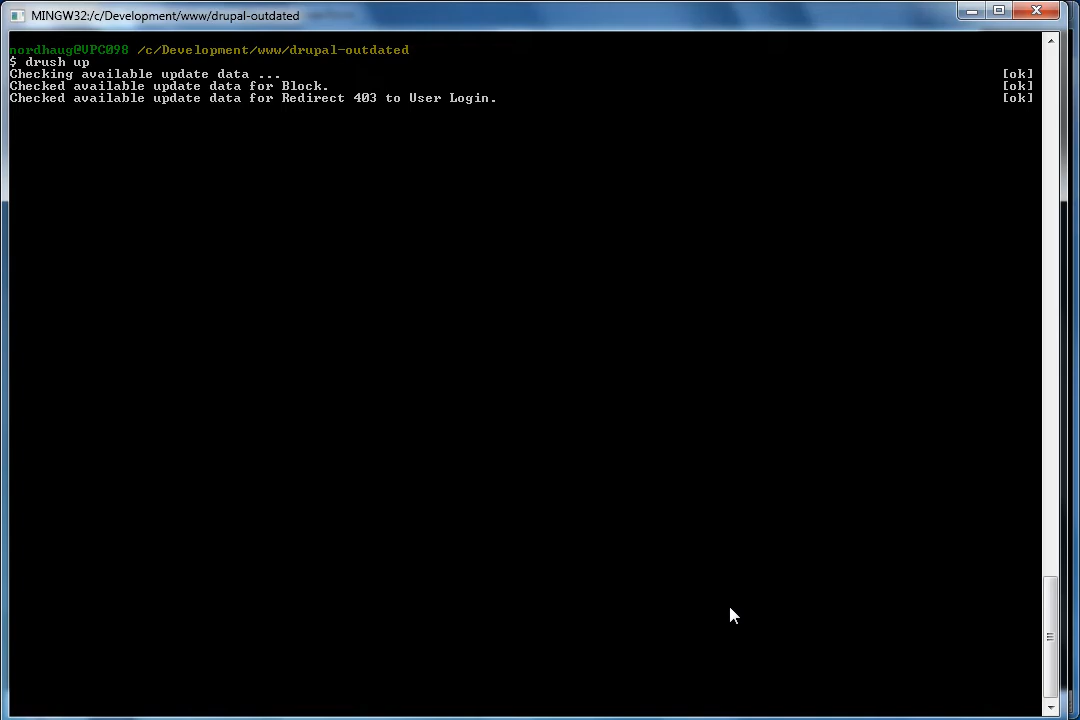 MINGW32:/c/Development/www/drupal-outdated
nordhaug@VPC098 /c/Development/www/drupal-outdated
$ drush up
Checking available update data ... [ok]
Checked available update data for Block. [ok]
Checked available update data for Redirect 403 to User Login. [ok]